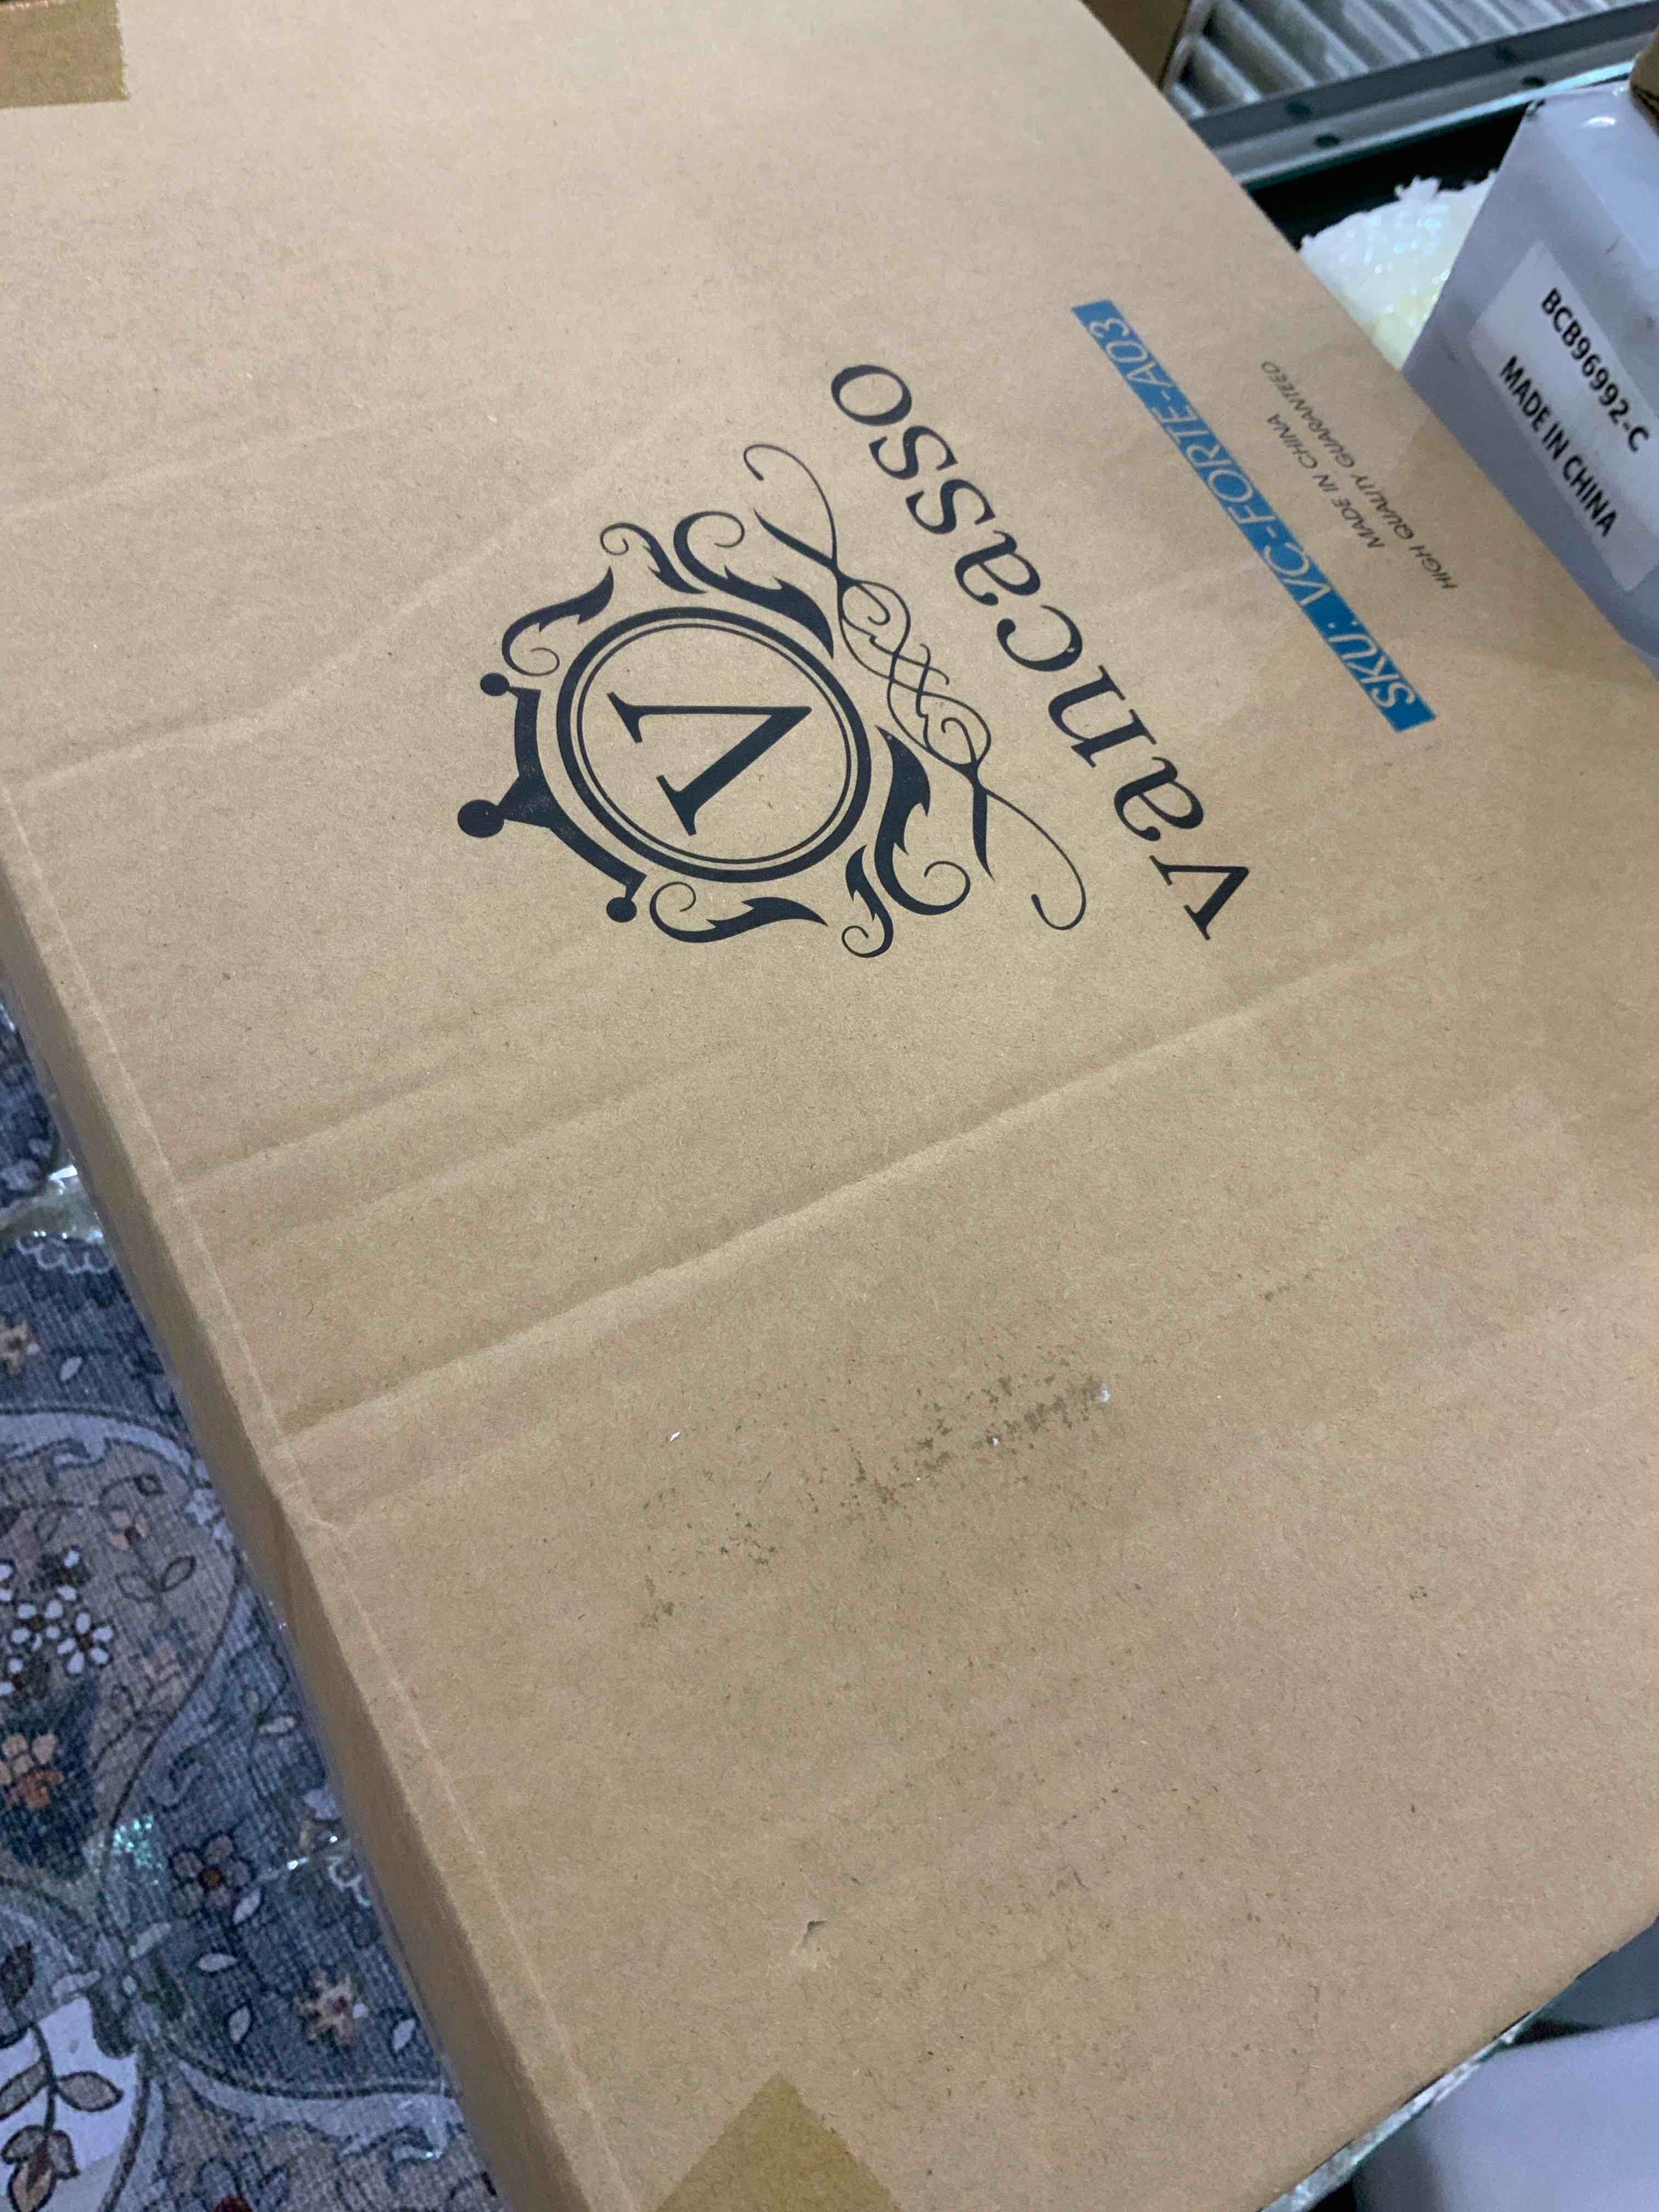 V
vancasso
SKU: VC-FORTE-A03
MADE IN CHINA
HIGH QUALITY GUARANTEED
BCB96992-C
MADE IN CHINA